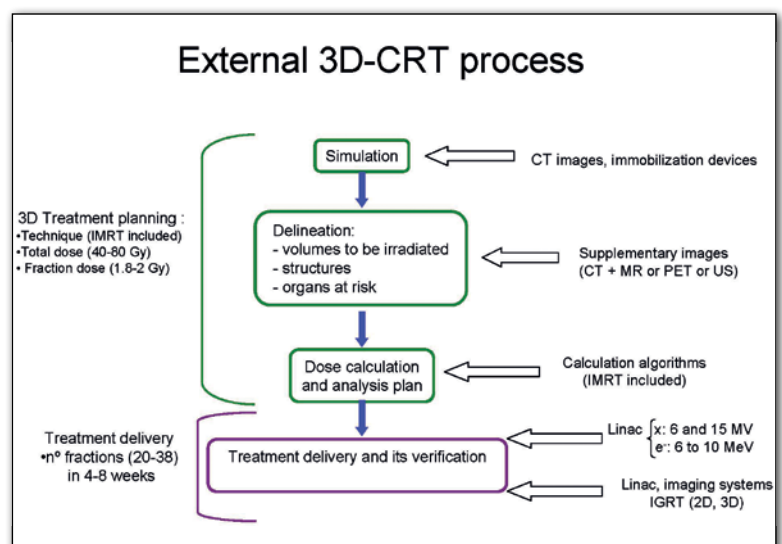 External 3D-CRT process
Simulation
CT images, immobilization devices
3D Treatment planning :
•Technique (IMRT included)
•Total dose (40-80 Gy)
• Fraction dose (1.8-2 Gy)
Delineation:
- volumes to be irradiated
- structures
- organs at risk
Supplementary images
(CT + MR or PET or US)
Dose calculation
and analysis plan
Calculation algorithms
(IMRT included)
Treatment delivery
•nº fractions (20-38)
in 4-8 weeks
Treatment delivery and its verification
Linac
x: 6 and 15 MV
e⁻: 6 to 10 MeV
Linac, imaging systems
IGRT (2D, 3D)